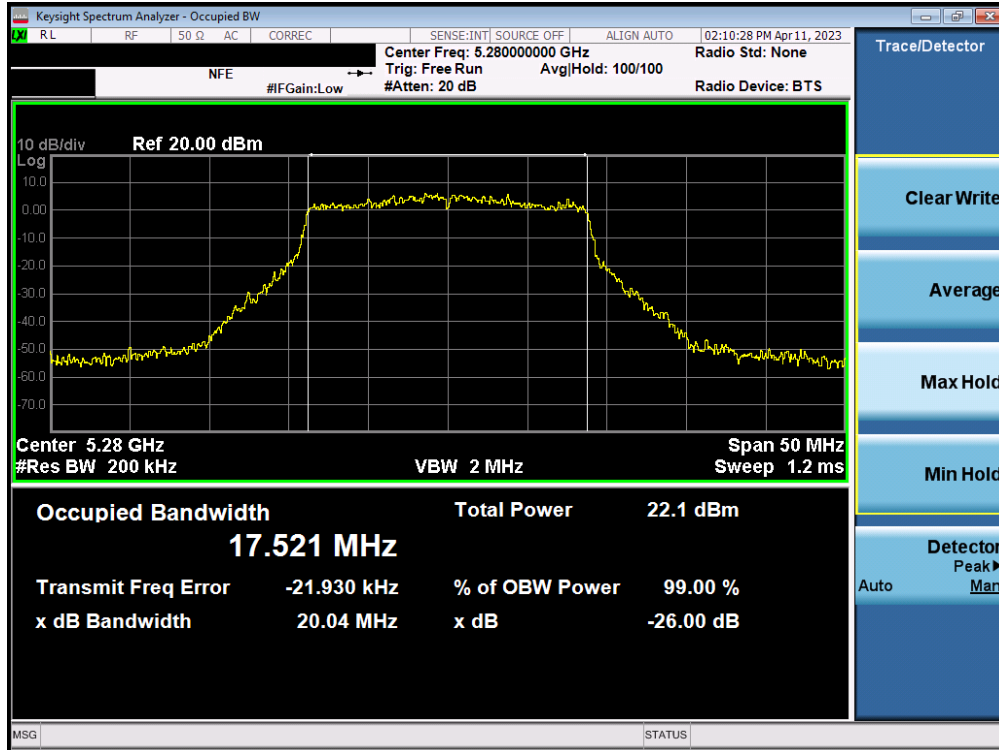 Keysight Spectrum Analyzer - Occupied BW
LXI RL RF 50 Ω AC CORREC SENSE:INT SOURCE OFF ALIGN AUTO 02:10:28 PM Apr 11, 2023
Center Freq: 5.280000000 GHz Radio Std: None
NFE Trig: Free Run Avg|Hold: 100/100
#IFGain:Low #Atten: 20 dB Radio Device: BTS
10 dB/div Ref 20.00 dBm
Log
10.0
0.00
-10.0
-20.0
-30.0
-40.0
-50.0
-60.0
-70.0
Center 5.28 GHz Span 50 MHz
#Res BW 200 kHz VBW 2 MHz Sweep 1.2 ms
Occupied Bandwidth Total Power 22.1 dBm
17.521 MHz
Transmit Freq Error -21.930 kHz % of OBW Power 99.00 %
x dB Bandwidth 20.04 MHz x dB -26.00 dB
MSG STATUS
Trace/Detector
Clear Write
Average
Max Hold
Min Hold
Detector
Peak▶
Auto Man